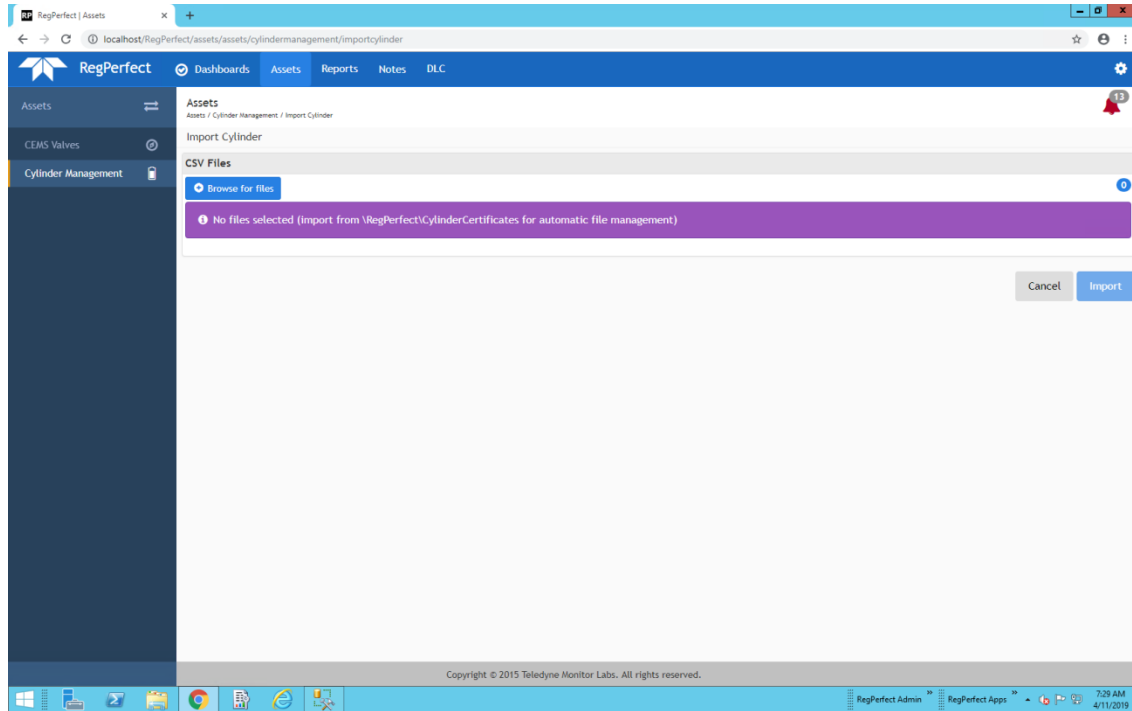 RP RegPerfect | Assets
localhost/RegPerfect/assets/assets/cylindermanagement/importcylinder
RegPerfect Dashboards Assets Reports Notes DLC
Assets
CEMS Valves
Cylinder Management
Assets
Assets / Cylinder Management / Import Cylinder
13
Import Cylinder
CSV Files
Browse for files
0
No files selected (import from \RegPerfect\CylinderCertificates for automatic file management)
Cancel Import
Copyright © 2015 Teledyne Monitor Labs. All rights reserved.
RegPerfect Admin RegPerfect Apps
7:29 AM
4/11/2019